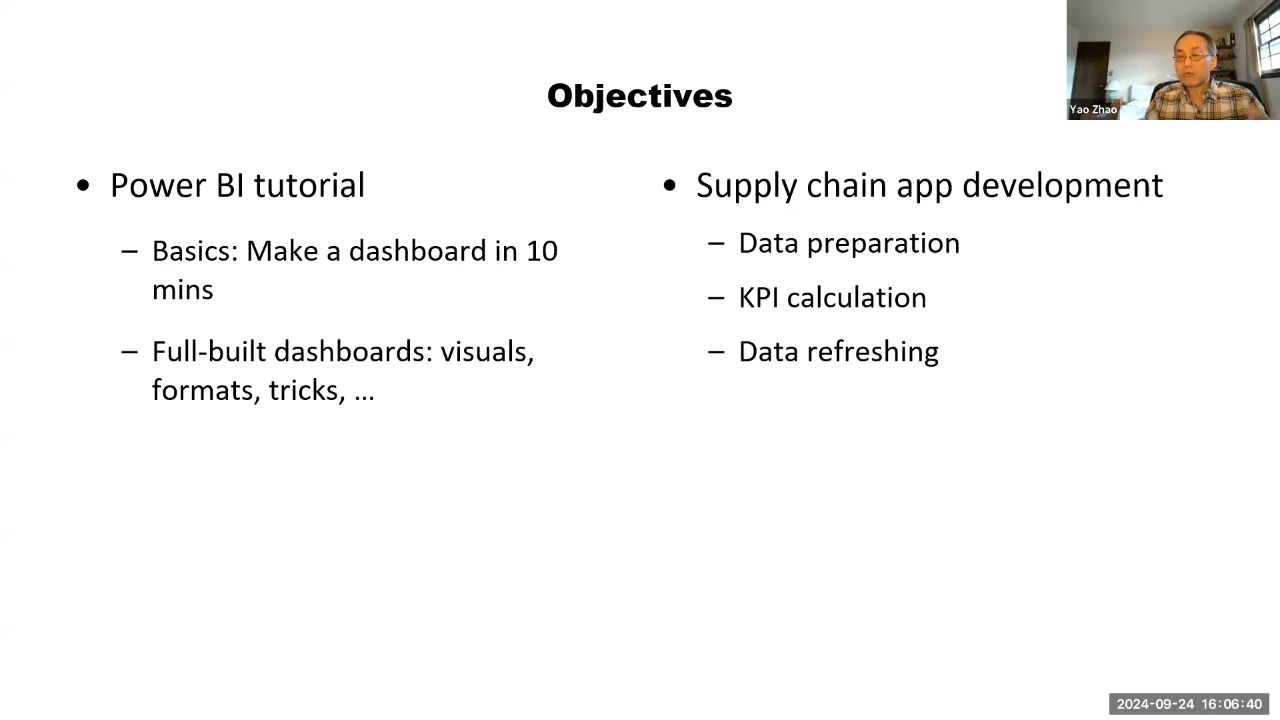 Objectives
• Power BI tutorial
– Basics: Make a dashboard in 10
mins
– Full-built dashboards: visuals,
formats, tricks, …
• Supply chain app development
– Data preparation
– KPI calculation
– Data refreshing
Yao Zhao
2024-09-24 16:06:40